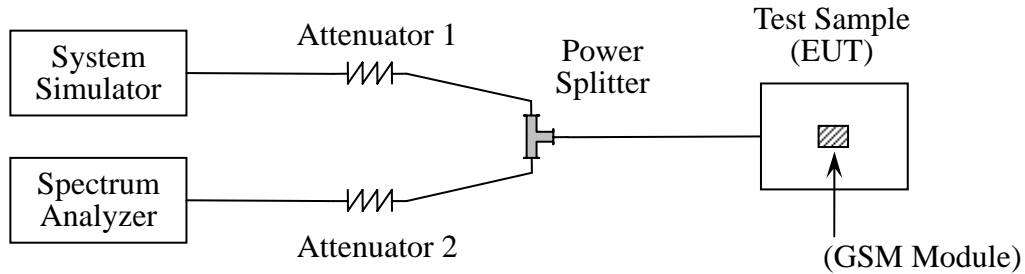 System
Simulator
Attenuator 1
Power
Splitter
Test Sample
(EUT)
Spectrum
Analyzer
Attenuator 2
(GSM Module)